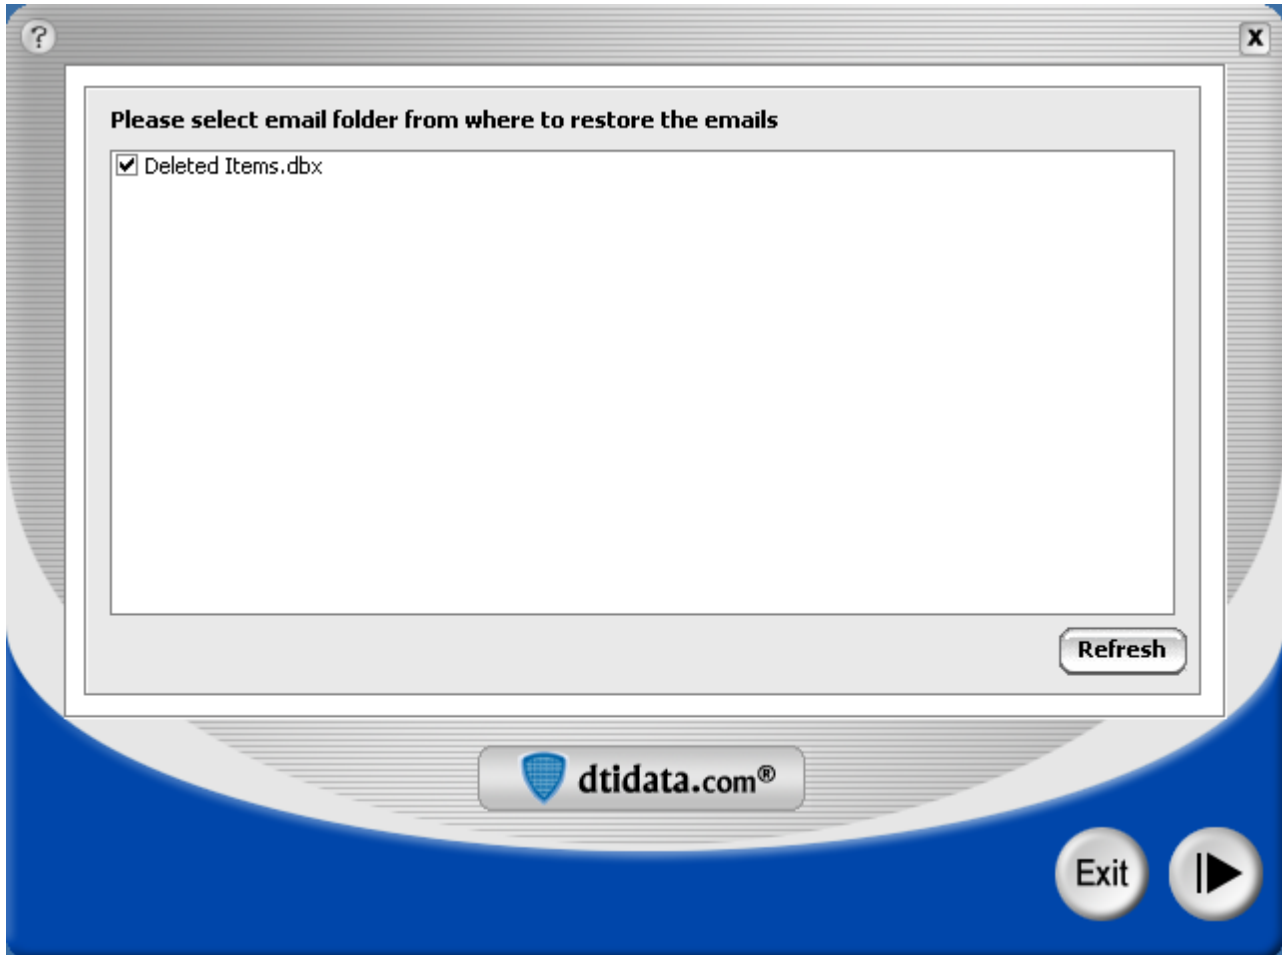 ?
X
Please select email folder from where to restore the emails
Deleted Items.dbx
Refresh
dtidata.com®
Exit